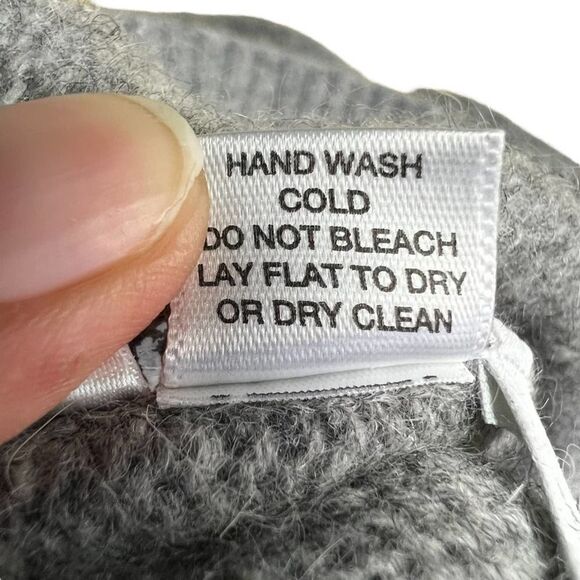 HAND WASH
COLD
DO NOT BLEACH
LAY FLAT TO DRY
OR DRY CLEAN